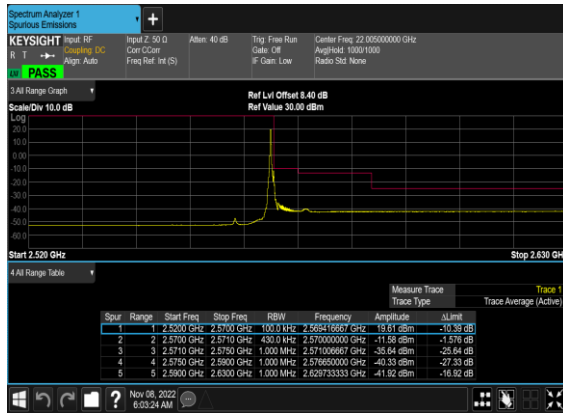 Spectrum Analyzer 1
Spurious Emissions
KEYSIGHT Input: RF Input Z: 50 Ω Atten: 40 dB Trig: Free Run Center Freq: 22.005000000 GHz
R T Coupling: DC Corr CCorr Gate: Off Avg|Hold: 1000/1000
Align: Auto Freq Ref: Int (S) IF Gain: Low Radio Std: None
LW PASS
3 All Range Graph
Ref Lvl Offset 8.40 dB
Scale/Div 10.0 dB Ref Value 30.00 dBm
Log
20.0
10.0
0.00
-10.0
-20.0
-30.0
-40.0
-50.0
-60.0
Start 2.520 GHz Stop 2.630 GH
4 All Range Table
Measure Trace Trace 1
Trace Type Trace Average (Active)
Spur Range Start Freq Stop Freq RBW Frequency Amplitude ΔLimit
1 1 2.5200 GHz 2.5700 GHz 100.0 kHz 2.569416667 GHz 19.61 dBm -10.39 dB
2 2 2.5700 GHz 2.5710 GHz 430.0 kHz 2.570000000 GHz -11.58 dBm -1.576 dB
3 3 2.5710 GHz 2.5750 GHz 1.000 MHz 2.571006667 GHz -35.64 dBm -25.64 dB
4 4 2.5750 GHz 2.5900 GHz 1.000 MHz 2.576650000 GHz -40.33 dBm -27.33 dB
5 5 2.5900 GHz 2.6300 GHz 1.000 MHz 2.629733333 GHz -41.92 dBm -16.92 dB
Nov 08, 2022
6:03:24 AM